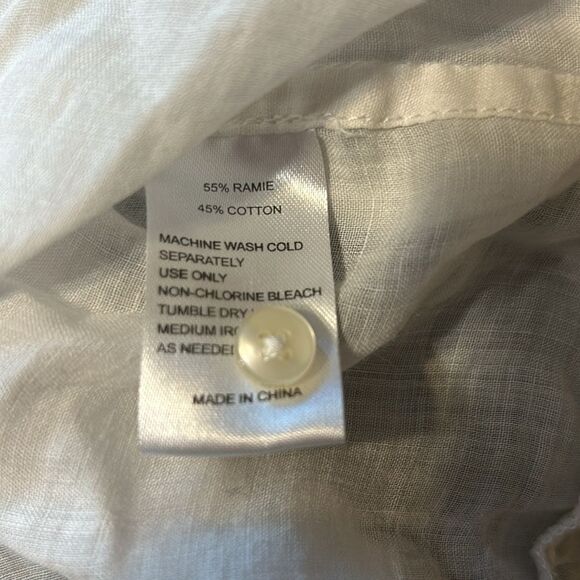 55% RAMIE
45% COTTON
MACHINE WASH COLD
SEPARATELY
USE ONLY
NON-CHLORINE BLEACH
TUMBLE DRY
MEDIUM
AS NEEDED
MADE IN CHINA